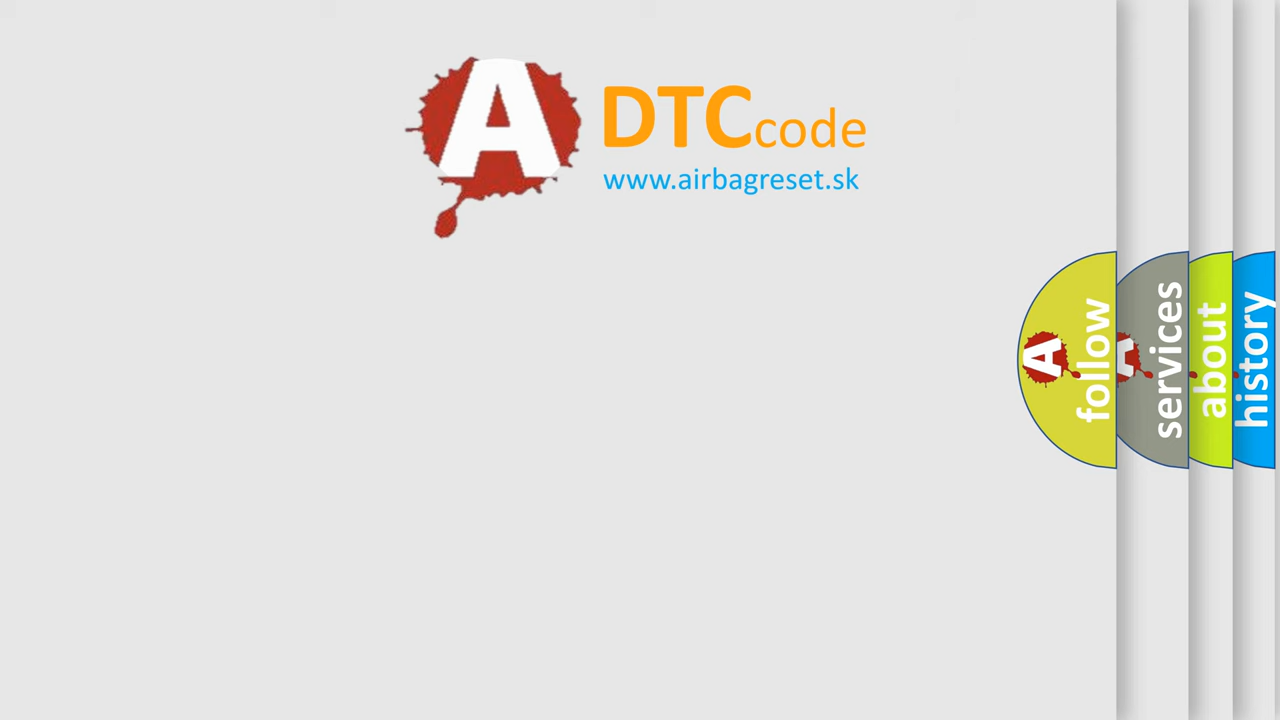 A
DTCcode
www.airbagreset.sk
A
follow
A
services
about
history